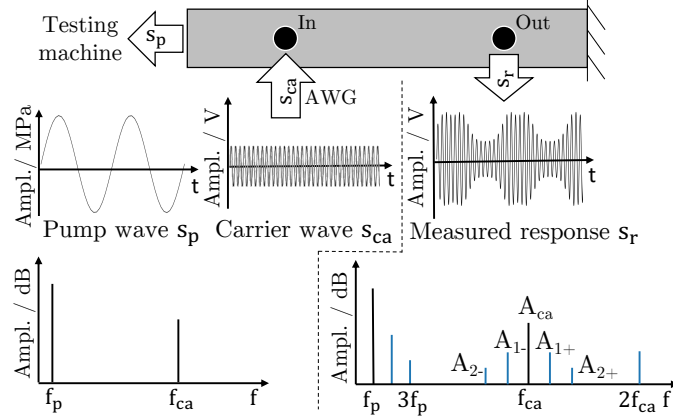 Testing
machine
s_p
In
Out
s_ca
AWG
s_r
Ampl. / MPa
t
Pump wave s_p
Ampl. / V
t
Carrier wave s_ca
Ampl. / V
t
Measured response s_r
Ampl. / dB
f_p
f_ca
f
Ampl. / dB
A_ca
A_1-
A_1+
A_2-
A_2+
f_p
3f_p
f_ca
2f_ca
f